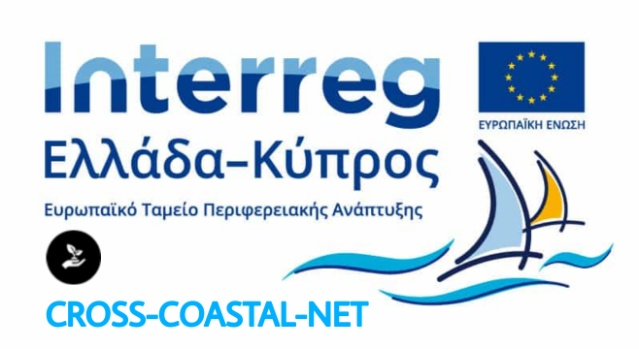 Interreg
ΕΥΡΩΠΑΪΚΗ ΕΝΩΣΗ
Ελλάδα-Κύπρος
Ευρωπαϊκό Ταμείο Περιφερειακής Ανάπτυξης
CROSS-COASTAL-NET